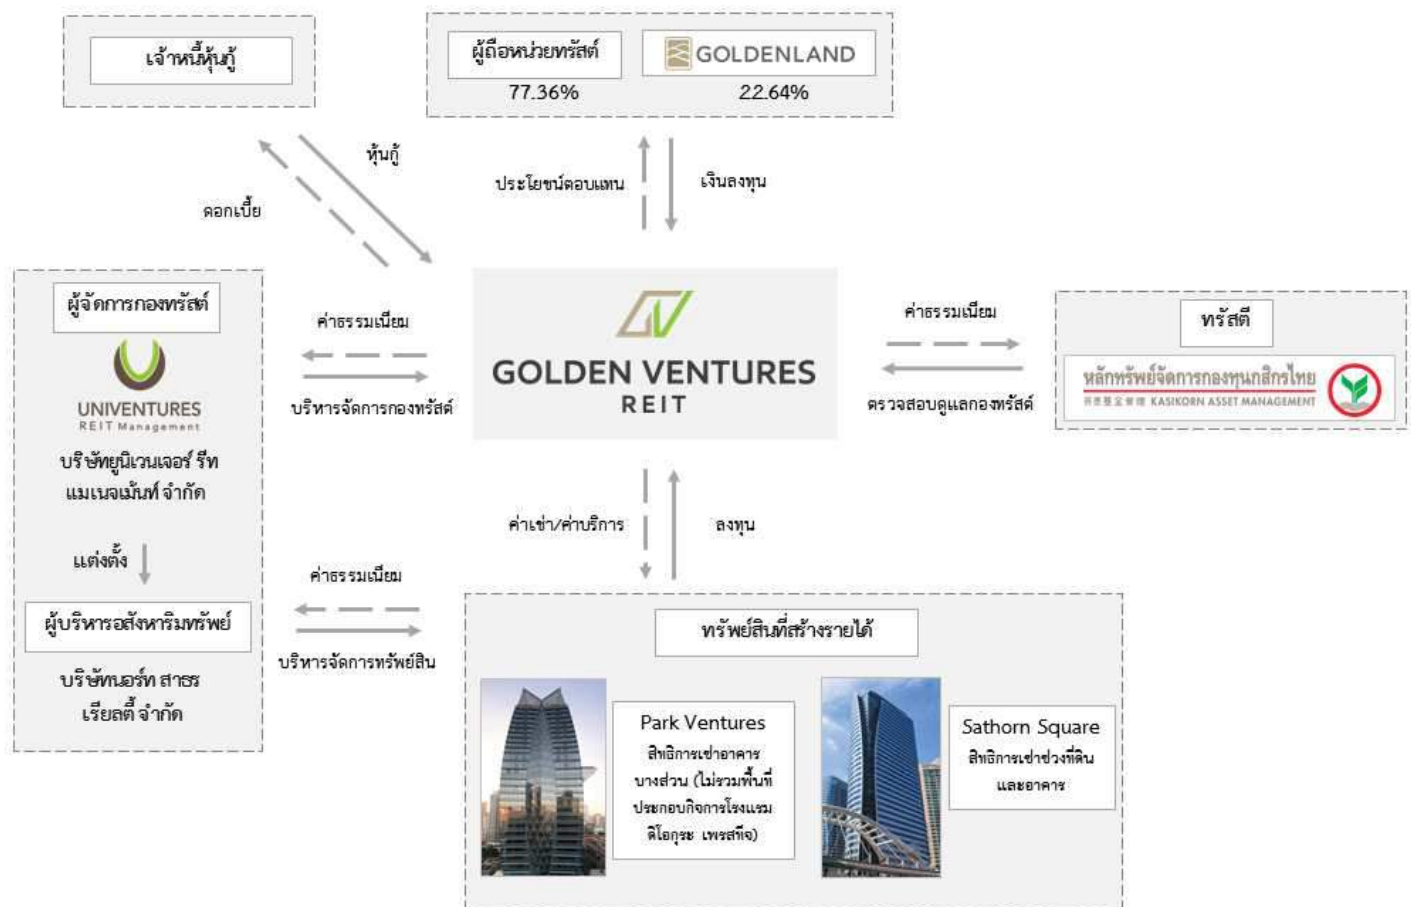 เจ้าหนี้หุ้นกู้
ผู้ถือหน่วยทรัสต์
77.36%
GOLDENLAND
22.64%
หุ้นกู้
ดอกเบี้ย
ประโยชน์ตอบแทน
เงินลงทุน
ผู้จัดการกองทรัสต์
UNIVENTURES
REIT Management
บริษัทยูนิเวนเจอร์ รีท
แมเนจเม้นท์ จำกัด
แต่งตั้ง
ผู้บริหารอสังหาริมทรัพย์
บริษัทนอร์ท สาธร
เรียลตี้ จำกัด
ค่าธรรมเนียม
บริหารจัดการกองทรัสต์
GOLDEN VENTURES
REIT
ค่าธรรมเนียม
ตรวจสอบดูแลกองทรัสต์
ทรัสตี
หลักทรัพย์จัดการกองทุนกสิกรไทย
KASIKORN ASSET MANAGEMENT
ค่าเช่า/ค่าบริการ
ลงทุน
ค่าธรรมเนียม
บริหารจัดการทรัพย์สิน
ทรัพย์สินที่สร้างรายได้
Park Ventures
สิทธิการเช่าอาคาร
บางส่วน (ไม่รวมพื้นที่
ประกอบกิจการโรงแรม
ดิโอกุระ เพรสทีจ)
Sathorn Square
สิทธิการเช่าช่วงที่ดิน
และอาคาร